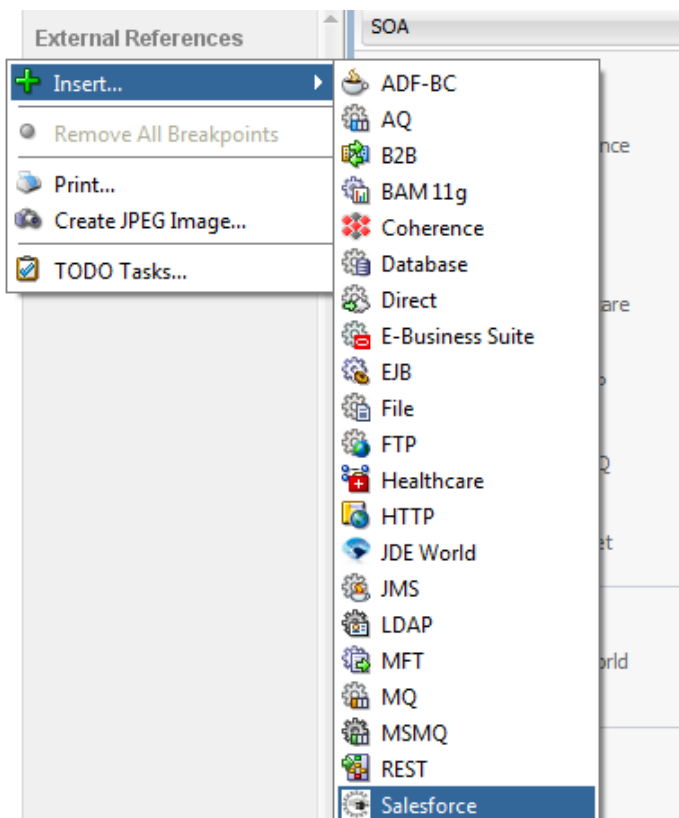 External References
SOA
Insert...
Remove All Breakpoints
Print...
Create JPEG Image...
TODO Tasks...
ADF-BC
AQ
B2B
BAM 11g
Coherence
Database
Direct
E-Business Suite
EJB
File
FTP
Healthcare
HTTP
JDE World
JMS
LDAP
MFT
MQ
MSMQ
REST
Salesforce